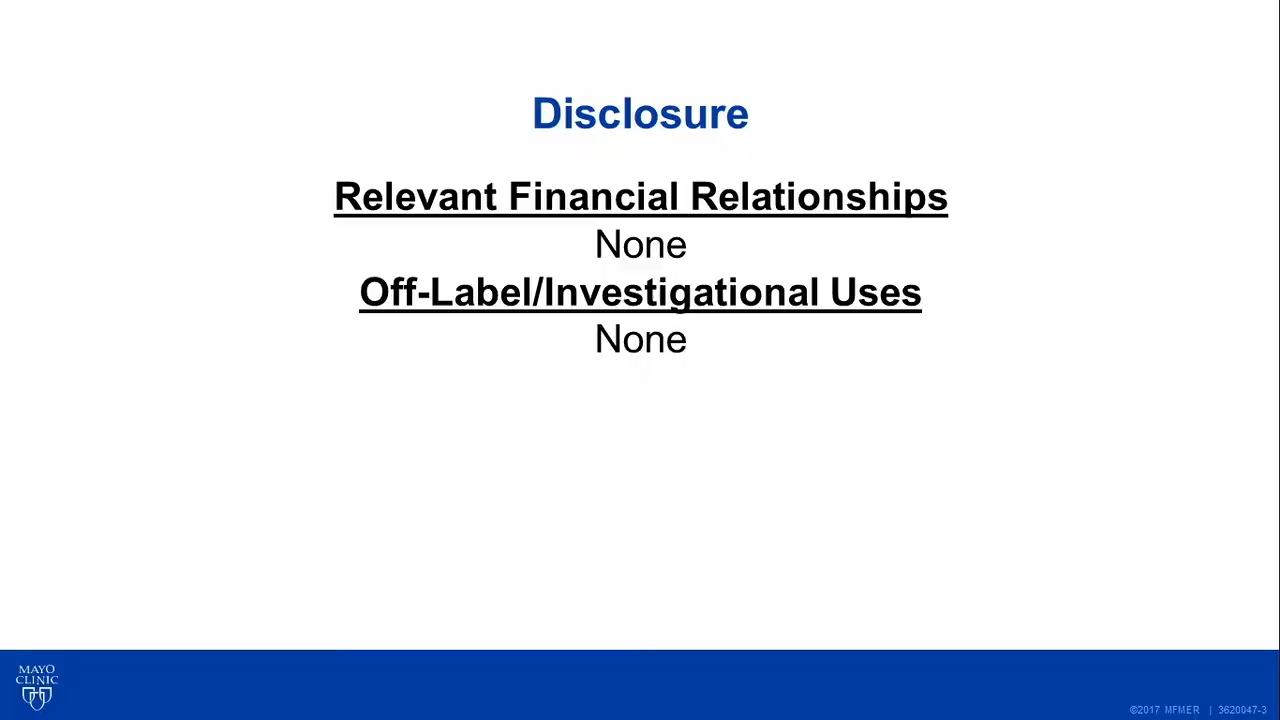 Disclosure
Relevant Financial Relationships
None
Off-Label/Investigational Uses
None
MAYO
CLINIC
©2017 MFMER | 3620047-3